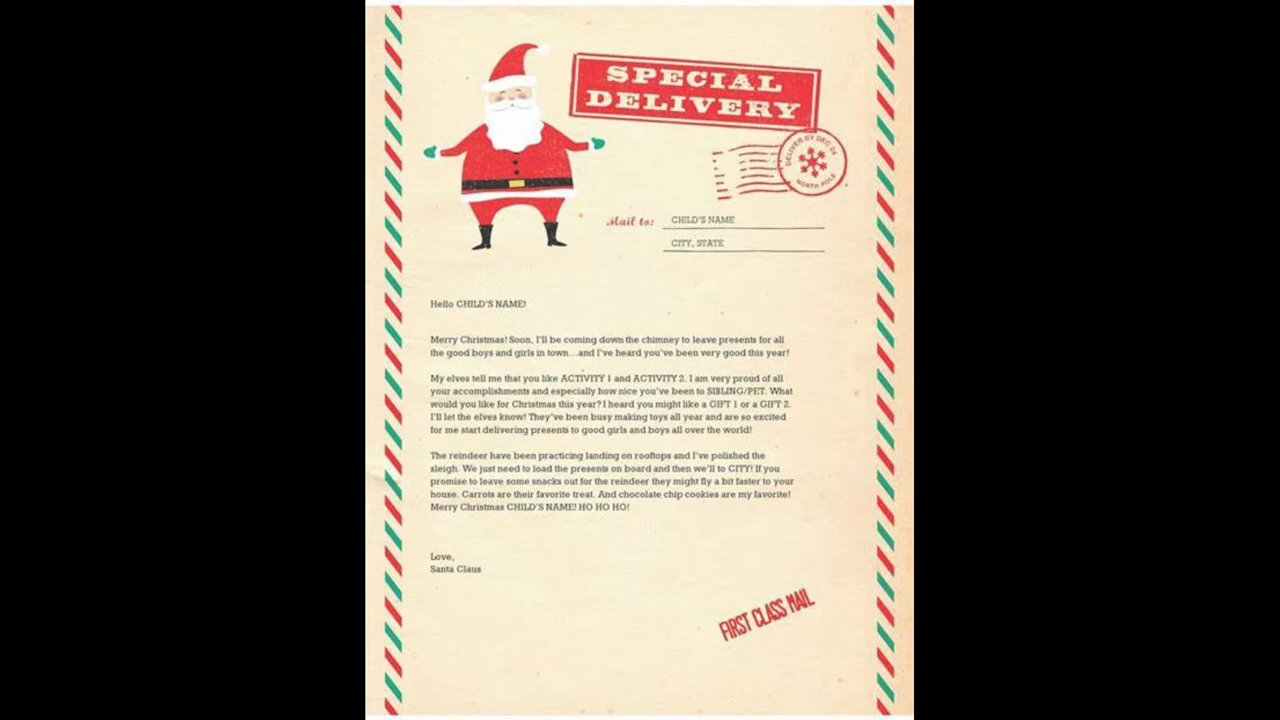 SPECIAL
DELIVERY
DELIVER BY DEC 24
NORTH POLE
Mail to: CHILD'S NAME
CITY, STATE
Hello CHILD'S NAME!
Merry Christmas! Soon, I'll be coming down the chimney to leave presents for all
the good boys and girls in town...and I've heard you've been very good this year!
My elves tell me that you like ACTIVITY 1 and ACTIVITY 2. I am very proud of all
your accomplishments and especially how nice you've been to SIBLING/PET. What
would you like for Christmas this year? I heard you might like a GIFT 1 or a GIFT 2.
I'll let the elves know! They've been busy making toys all year and are so excited
for me start delivering presents to good girls and boys all over the world!
The reindeer have been practicing landing on rooftops and I've polished the
sleigh. We just need to load the presents on board and then we'll to CITY! If you
promise to leave some snacks out for the reindeer they might fly a bit faster to your
house. Carrots are their favorite treat. And chocolate chip cookies are my favorite!
Merry Christmas CHILD'S NAME! HO HO HO!
Love,
Santa Claus
FIRST CLASS MAIL